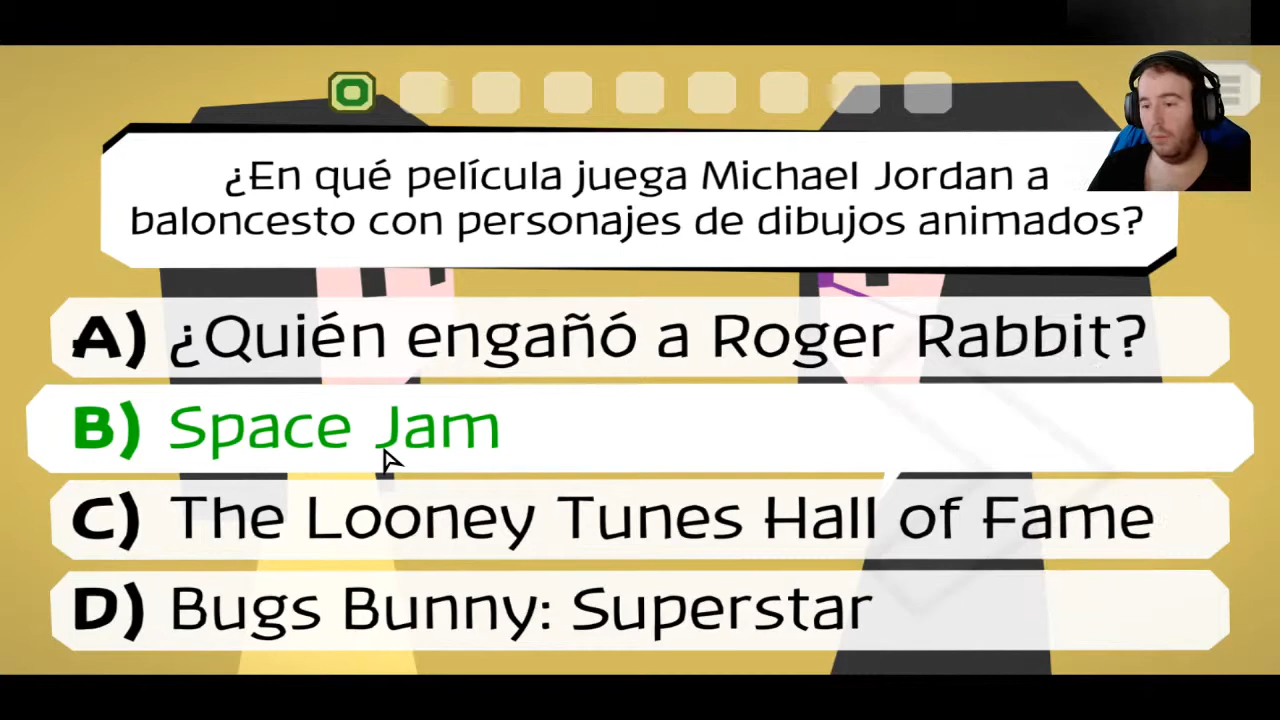 ¿En qué película juega Michael Jordan a
baloncesto con personajes de dibujos animados?
A) ¿Quién engañó a Roger Rabbit?
B) Space Jam
C) The Looney Tunes Hall of Fame
D) Bugs Bunny: Superstar